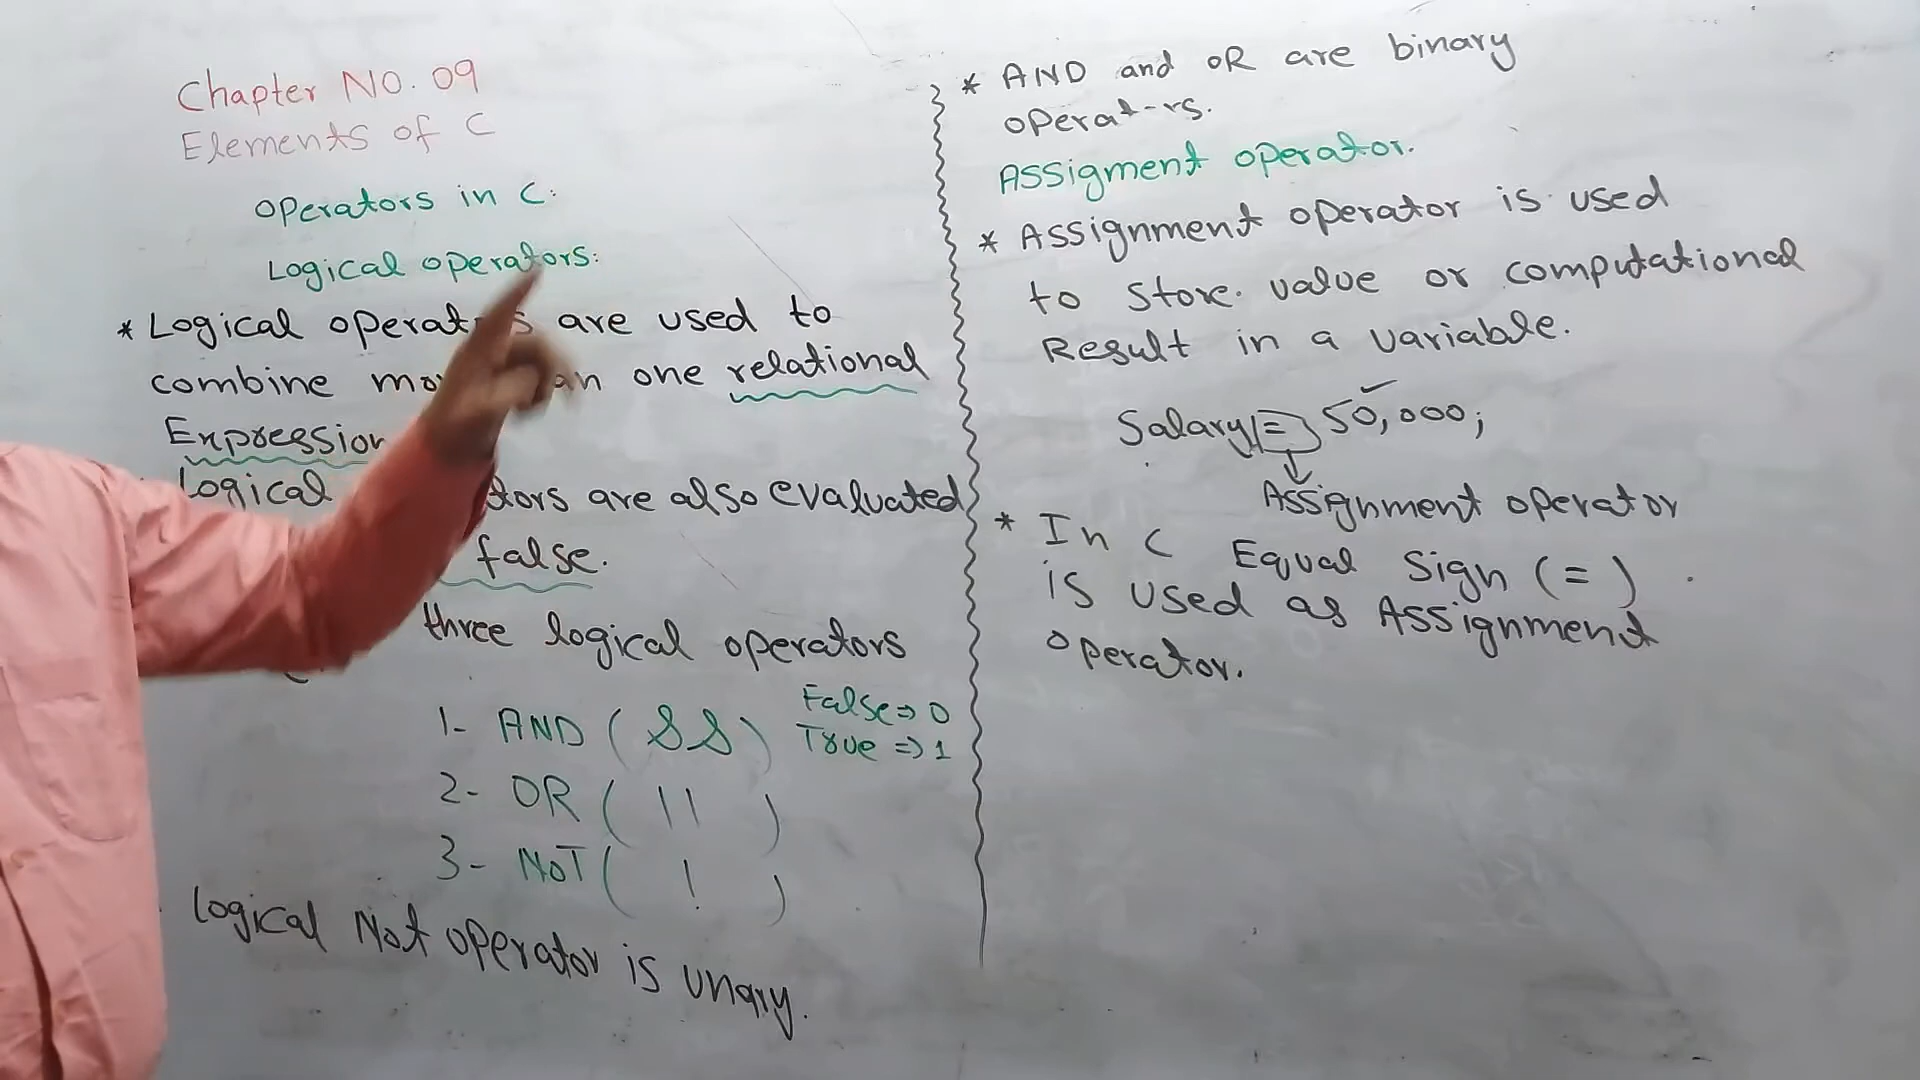 Chapter NO. 09
Elements of C
Operators in C:
Logical operators:
* Logical operat s are used to
combine mo an one relational
Expression
Logical tors are also evaluated
false.
three logical operators
1- AND ( && ) False => 0
True => 1
2- OR ( || )
3- NOT ( ! )
Logical Not operator is unary.
* AND and OR are binary
operat-rs.
Assigment operator.
* Assignment operator is used
to store value or computational
Result in a variable.
Salary = 50,000;
Assignment operator
* In C Equal Sign (=)
is used as Assignment
operator.